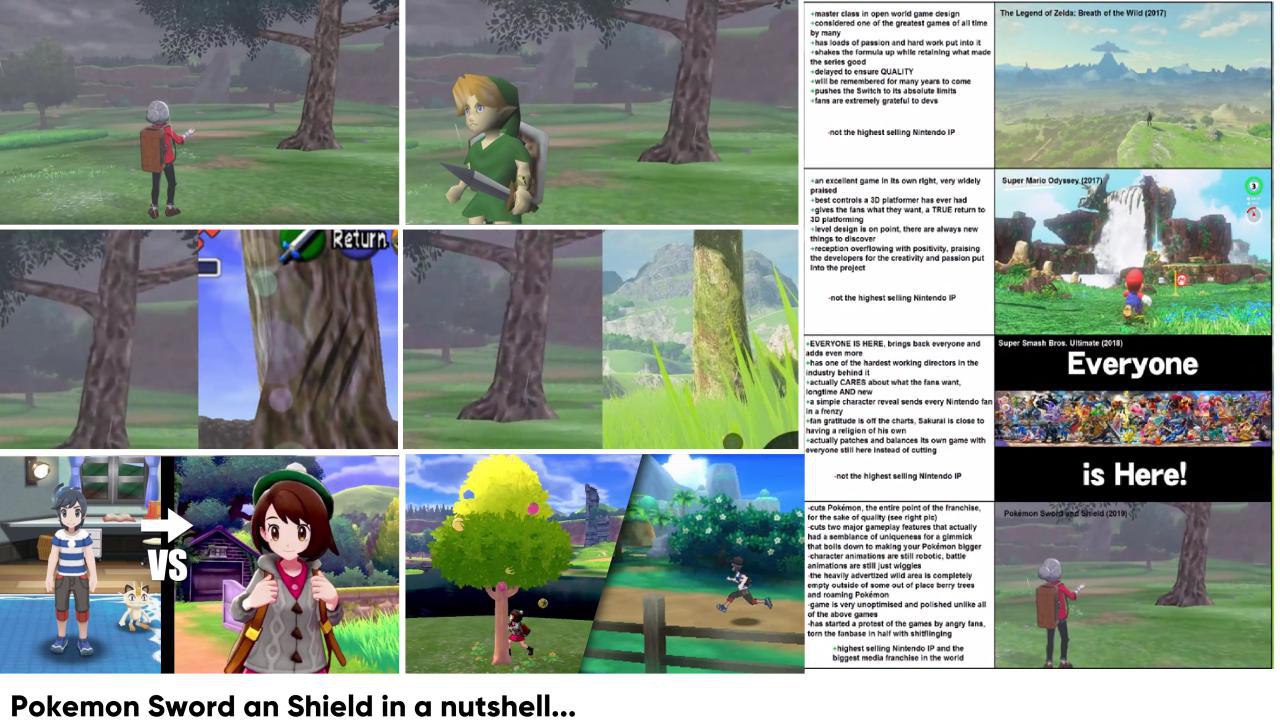 +master class in open world game design
+considered one of the greatest games of all time
by many
+has loads of passion and hard work put into it
+shakes the formula up while retaining what made
the series good
+delayed to ensure QUALITY
+will be remembered for many years to come
+pushes the Switch to its absolute limits
+fans are extremely grateful to devs
-not the highest selling Nintendo IP
The Legend of Zelda: Breath of the Wild (2017)
+an excellent game in its own right, very widely
praised
+best controls a 3D platformer has ever had
+gives the fans what they want, a TRUE return to
3D platforming
+level design is on point, there are always new
things to discover
+reception overflowing with positivity, praising
the developers for the creativity and passion put
into the project
-not the highest selling Nintendo IP
Super Mario Odyssey (2017)
3
Return
+EVERYONE IS HERE, brings back everyone and
adds even more
+has one of the hardest working directors in the
industry behind it
+actually CARES about what the fans want,
longtime AND new
+a simple character reveal sends every Nintendo fan
in a frenzy
+fan gratitude is off the charts, Sakurai is close to
having a religion of his own
+actually patches and balances its own game with
everyone still here instead of cutting
-not the highest selling Nintendo IP
Super Smash Bros. Ultimate (2018)
Everyone
is Here!
VS
-cuts Pokémon, the entire point of the franchise,
for the sake of quality (see right pic)
-cuts two major gameplay features that actually
had a semblance of uniqueness for a gimmick
that boils down to making your Pokémon bigger
-character animations are still robotic, battle
animations are still just wiggles
-the heavily advertized wild area is completely
empty outside of some out of place berry trees
and roaming Pokémon
-game is very unoptimised and polished unlike all
of the above games
-has started a protest of the games by angry fans,
torn the fanbase in half with shitflinging
+highest selling Nintendo IP and the
biggest media franchise in the world
Pokémon Sword and Shield (2019)
Pokemon Sword an Shield in a nutshell...